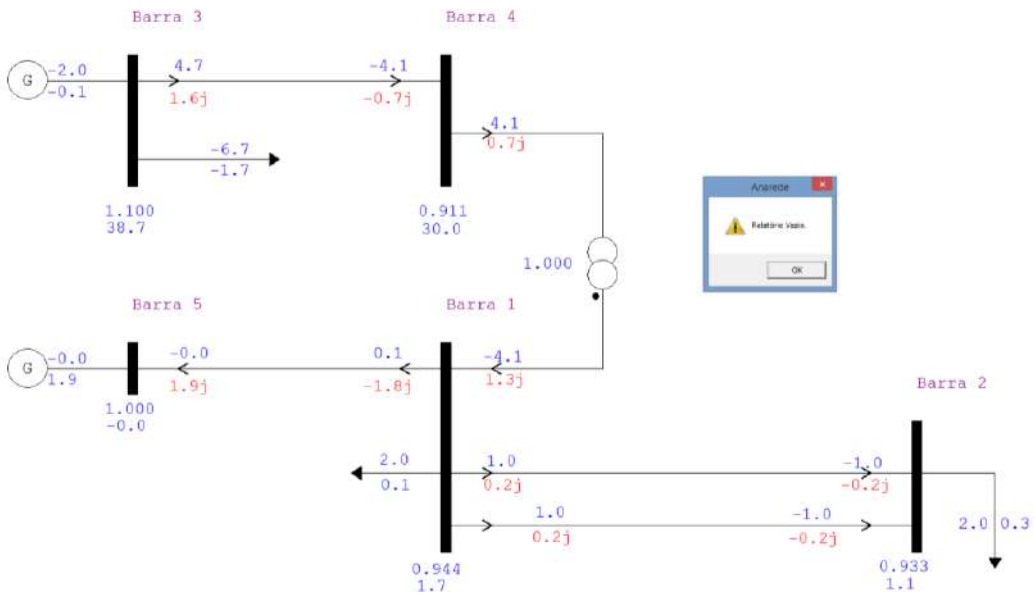 Barra 3
Barra 4
G
-2.0
-0.1
4.7
1.6j
-4.1
-0.7j
4.1
0.7j
-6.7
-1.7
1.100
38.7
0.911
30.0
1.000
Anarede
Relatório Vazio.
OK
Barra 5
Barra 1
G
-0.0
1.9
-0.0
1.9j
0.1
-1.8j
-4.1
1.3j
1.000
-0.0
Barra 2
2.0
0.1
1.0
0.2j
-1.0
-0.2j
1.0
0.2j
-1.0
-0.2j
2.0 0.3
0.944
1.7
0.933
1.1